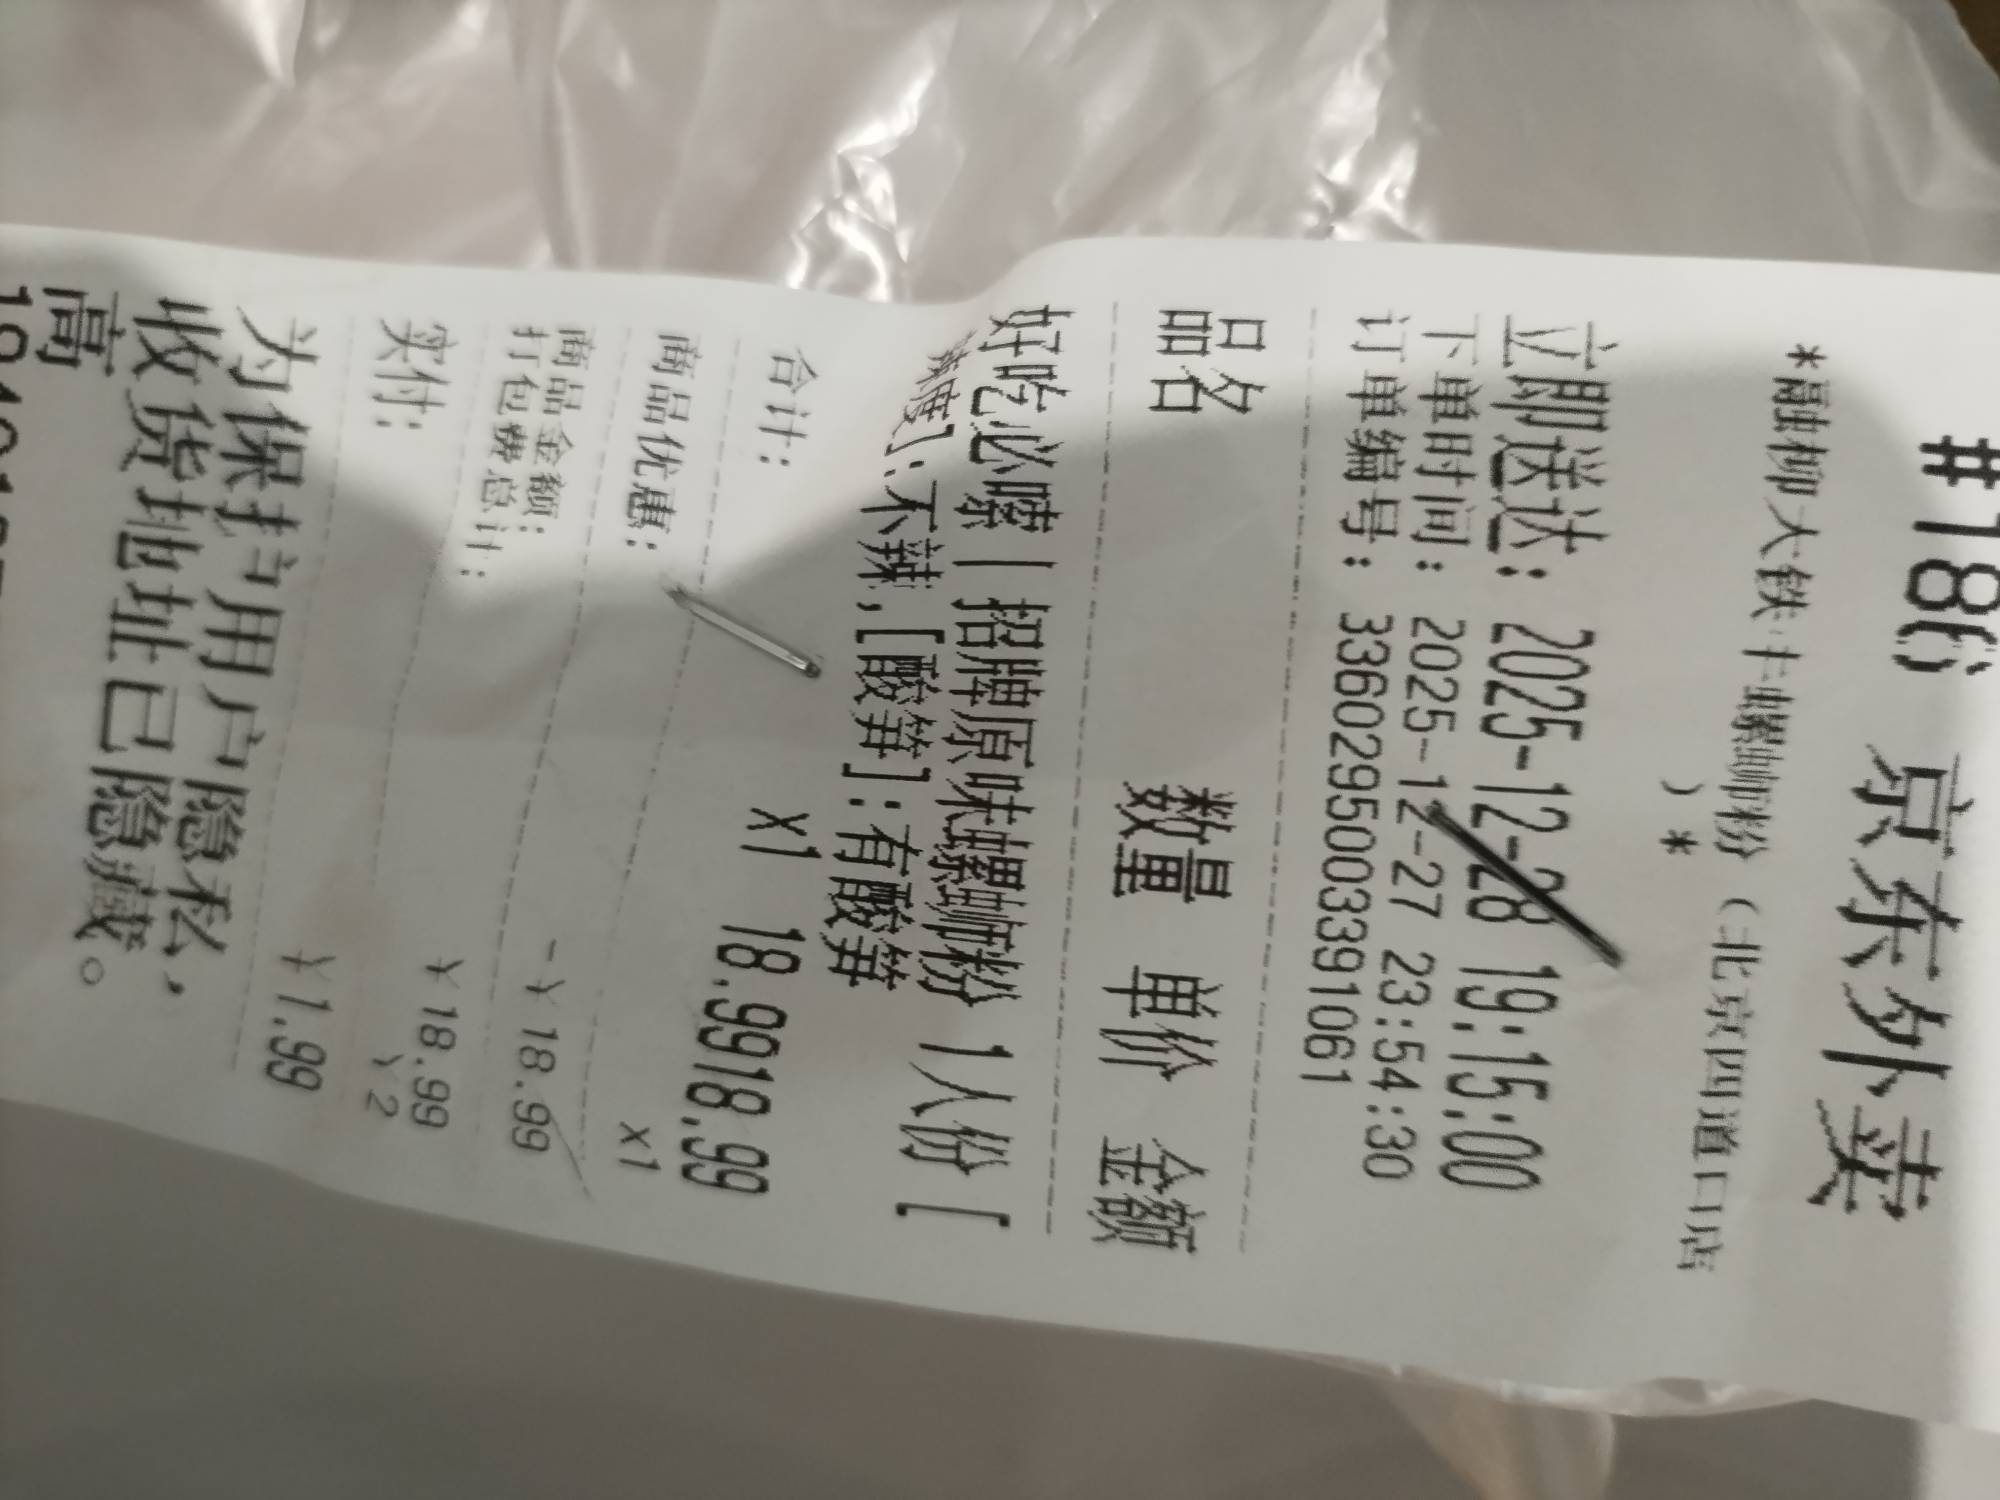 #186 京东外卖
*融柳大铁牛螺蛳粉（北京四道口店
）*
立即送达：2025-12-28 19:15:00
下单时间：2025-12-27 23:54:30
订单编号：3360295003391061
品名 数量 单价 金额
好吃必嗦丨招牌原味螺蛳粉 1人份 [
辣度]:不辣,[酸笋]:有酸笋
X1 18.9918.99
合计： X1
商品优惠： -￥18.99
商品金额： ￥18.99
打包费总计： ￥2
实付： ￥1.99
为保护用户隐私，
收货地址已隐藏。
高